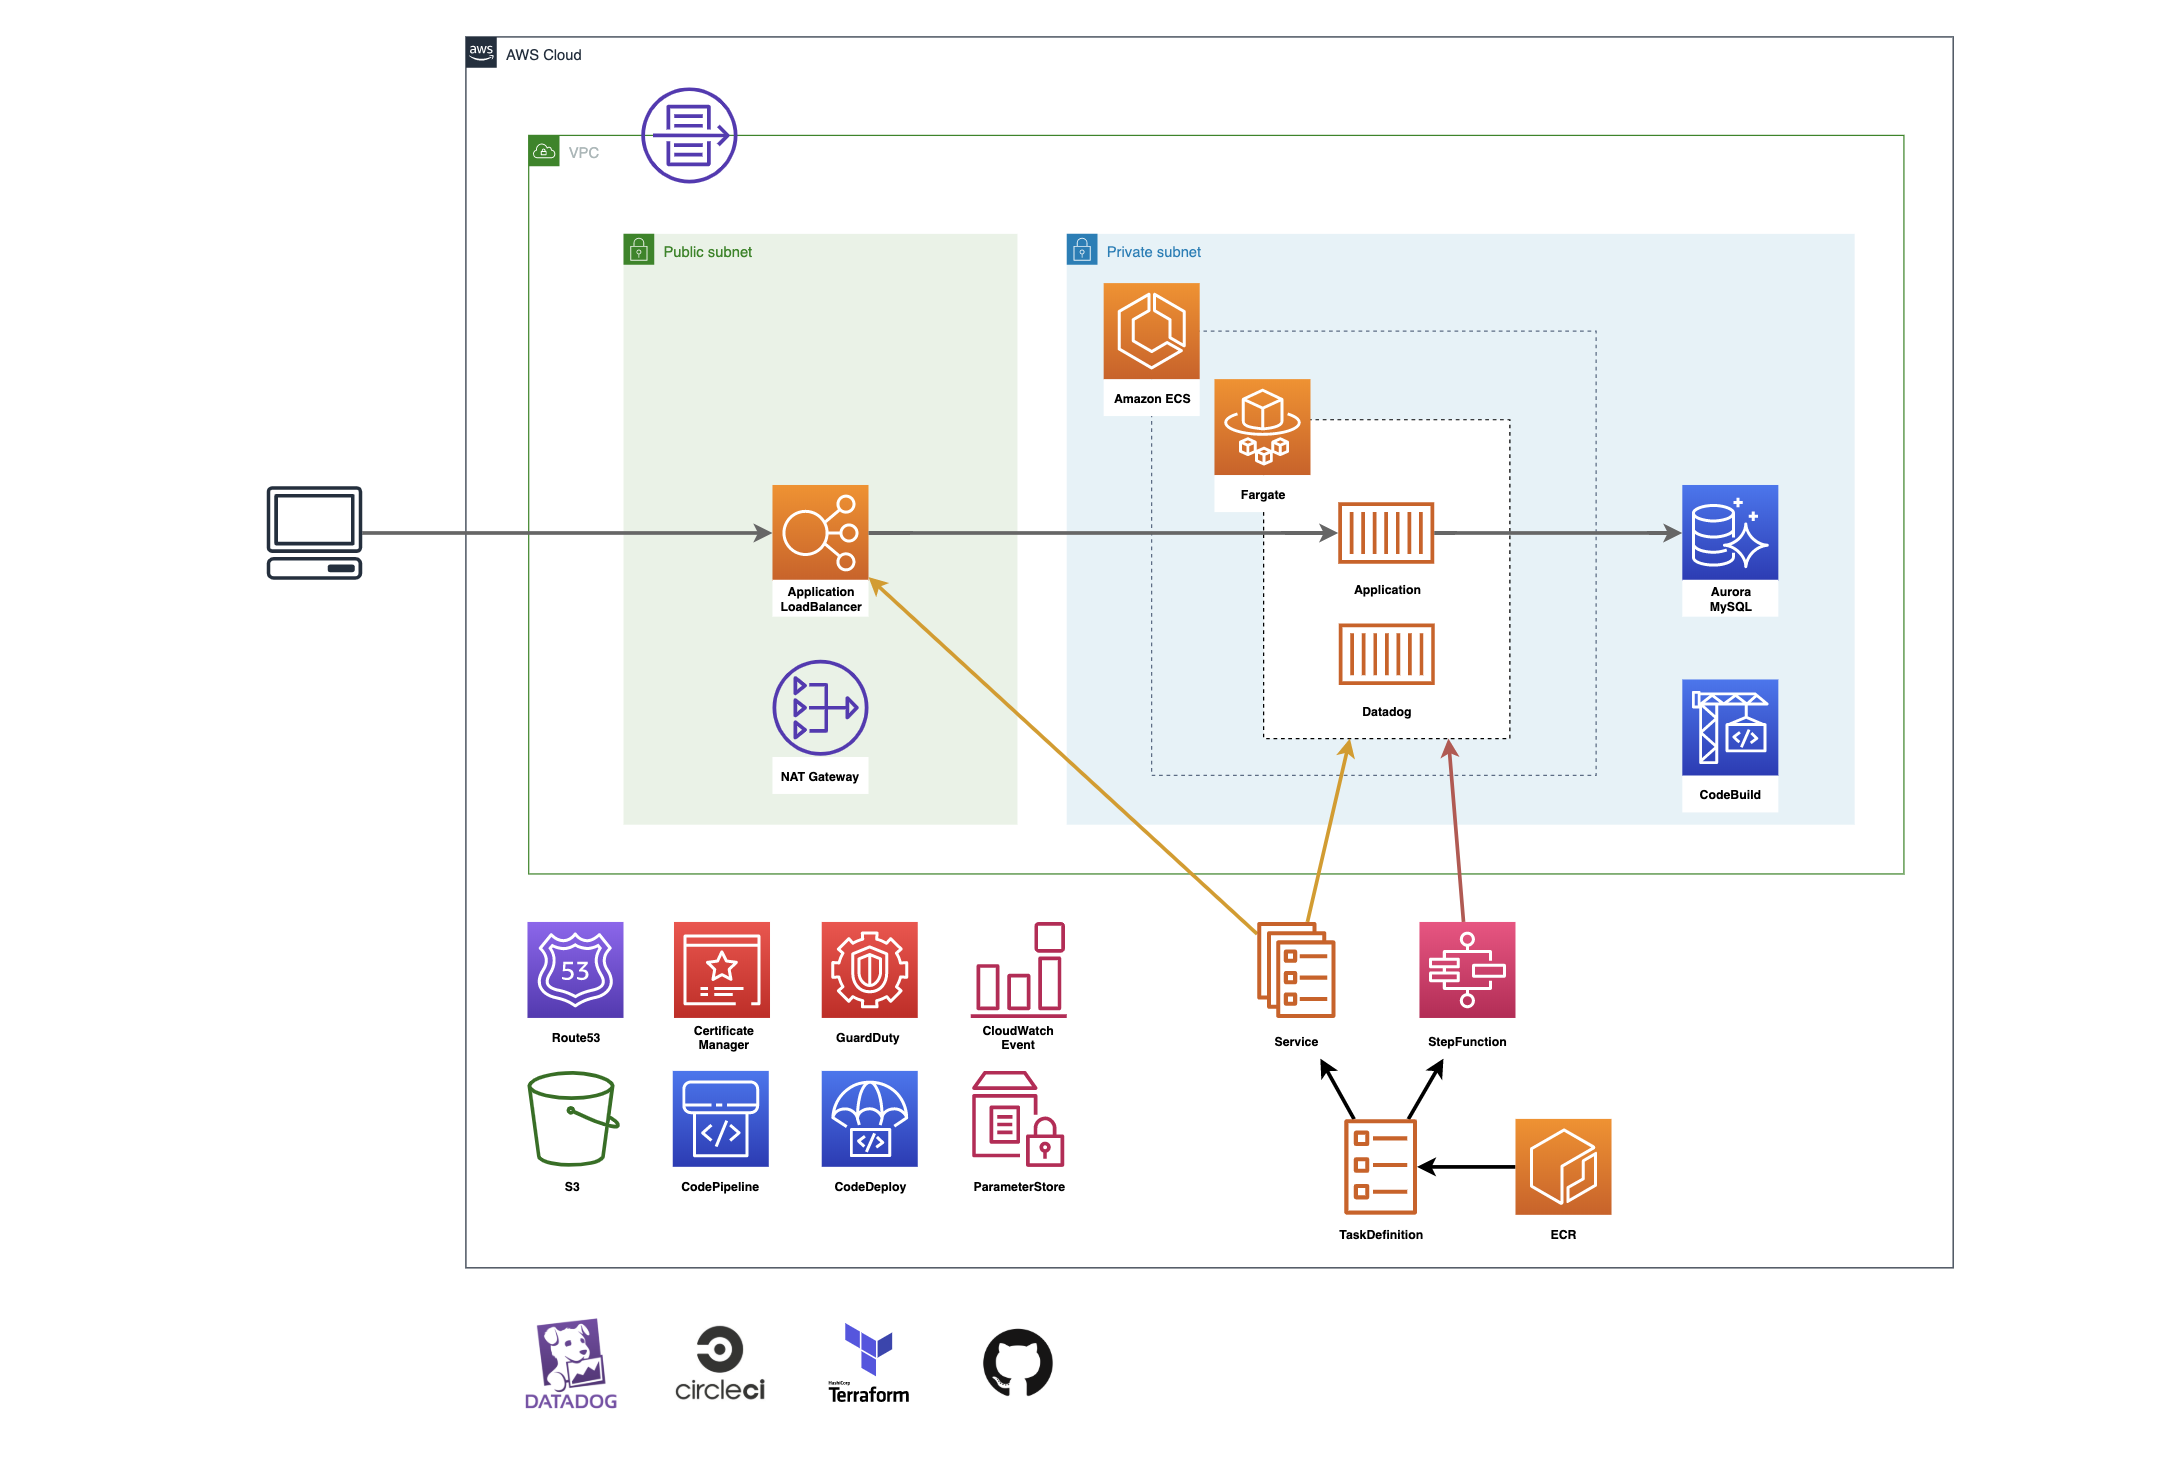 aws
AWS Cloud
VPC
Public subnet
Private subnet
Amazon ECS
Fargate
Application
LoadBalancer
Application
Aurora
MySQL
Datadog
NAT Gateway
CodeBuild
53
Route53
Certificate
Manager
GuardDuty
CloudWatch
Event
Service
StepFunction
S3
</>
CodePipeline
</>
CodeDeploy
ParameterStore
TaskDefinition
ECR
DATADOG
circleci
HashiCorp
Terraform